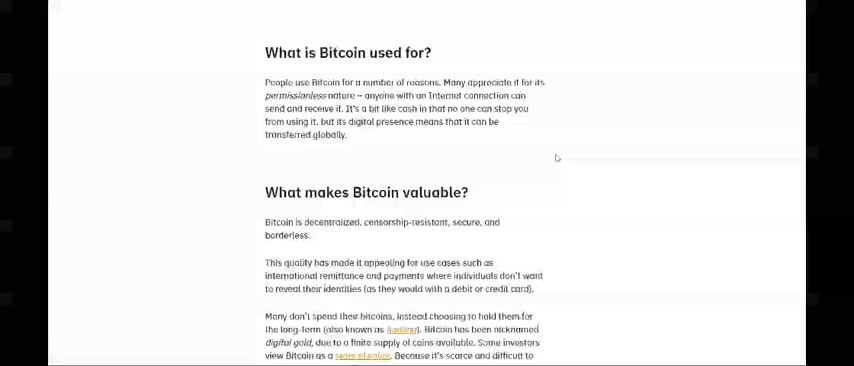 What is Bitcoin used for?
People use Bitcoin for a number of reasons. Many appreciate it for its
permissionless nature – anyone with an Internet connection can
send and receive it. It's a bit like cash in that no one can stop you
from using it, but its digital presence means that it can be
transferred globally.
What makes Bitcoin valuable?
Bitcoin is decentralized, censorship-resistant, secure, and
borderless.
This quality has made it appealing for use cases such as
international remittance and payments where individuals don't want
to reveal their identities (as they would with a debit or credit card).
Many don't spend their bitcoins, instead choosing to hold them for
the long-term (also known as hodling). Bitcoin has been nicknamed
digital gold, due to a finite supply of coins available. Some investors
view Bitcoin as a store of value. Because it's scarce and difficult to